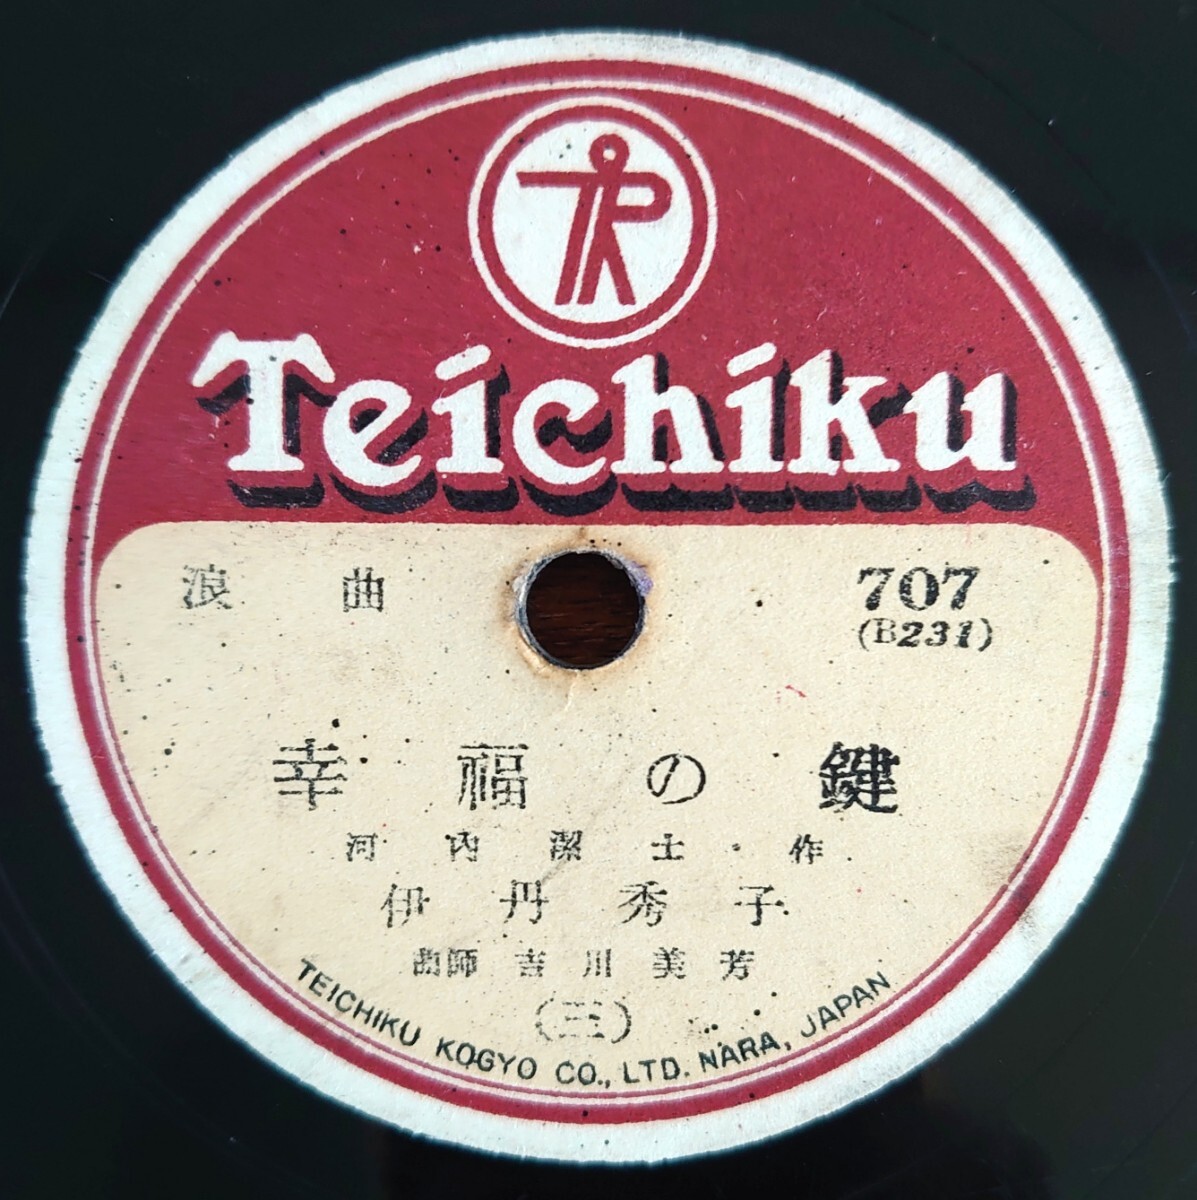 Teichiku
浪曲 707
(B231)
幸福の鍵
河内潔士・作
伊丹秀子
曲師 吉川美芳
(三)
TEICHIKU KOGYO CO., LTD. NARA, JAPAN